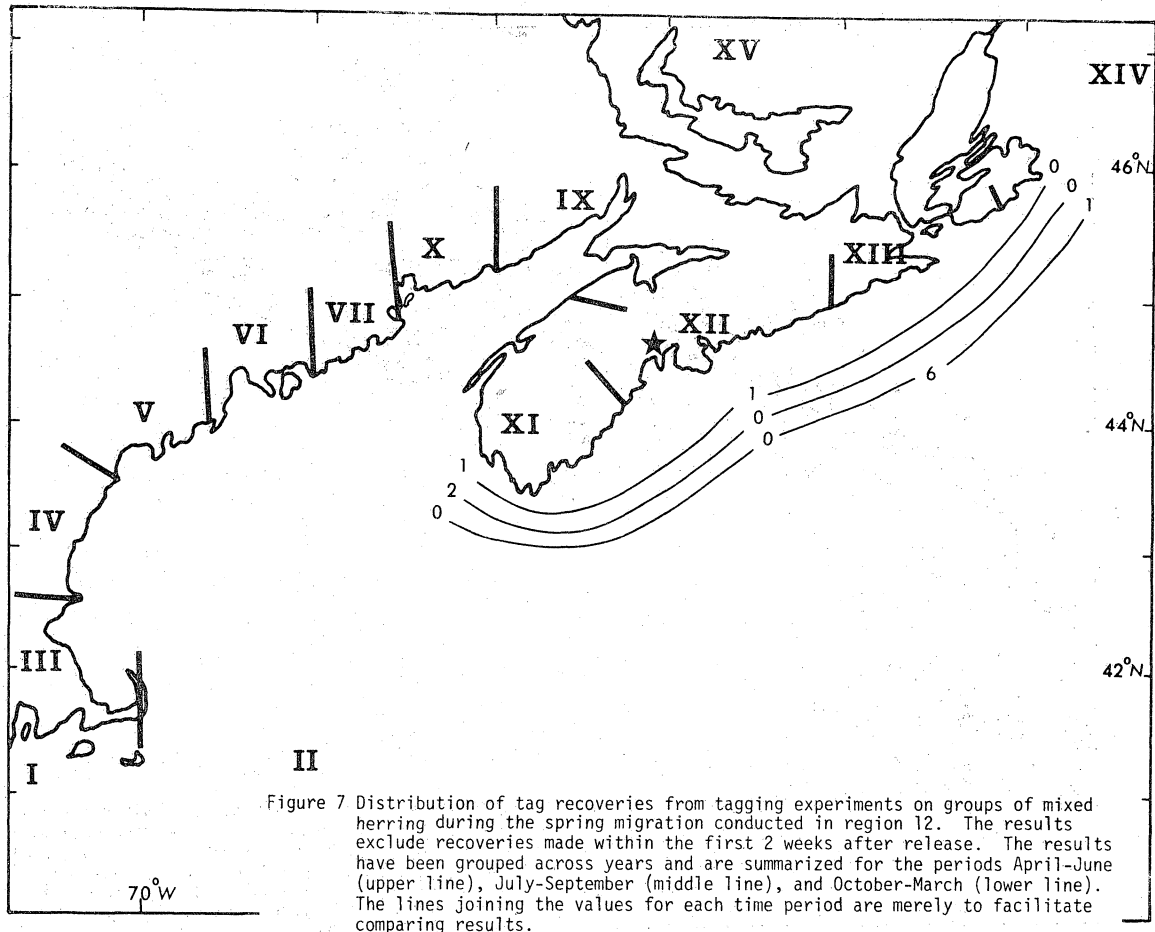 XV
XIV
46°N
0
0
1
IX
X
XIII
VII
XII
VI
6
1
V
0
44°N
XI
0
1
2
IV
0
III
42°N
II
I
Figure 7 Distribution of tag recoveries from tagging experiments on groups of mixed
herring during the spring migration conducted in region 12. The results
exclude recoveries made within the first 2 weeks after release. The results
have been grouped across years and are summarized for the periods April-June
(upper line), July-September (middle line), and October-March (lower line).
The lines joining the values for each time period are merely to facilitate
comparing results.
70°W